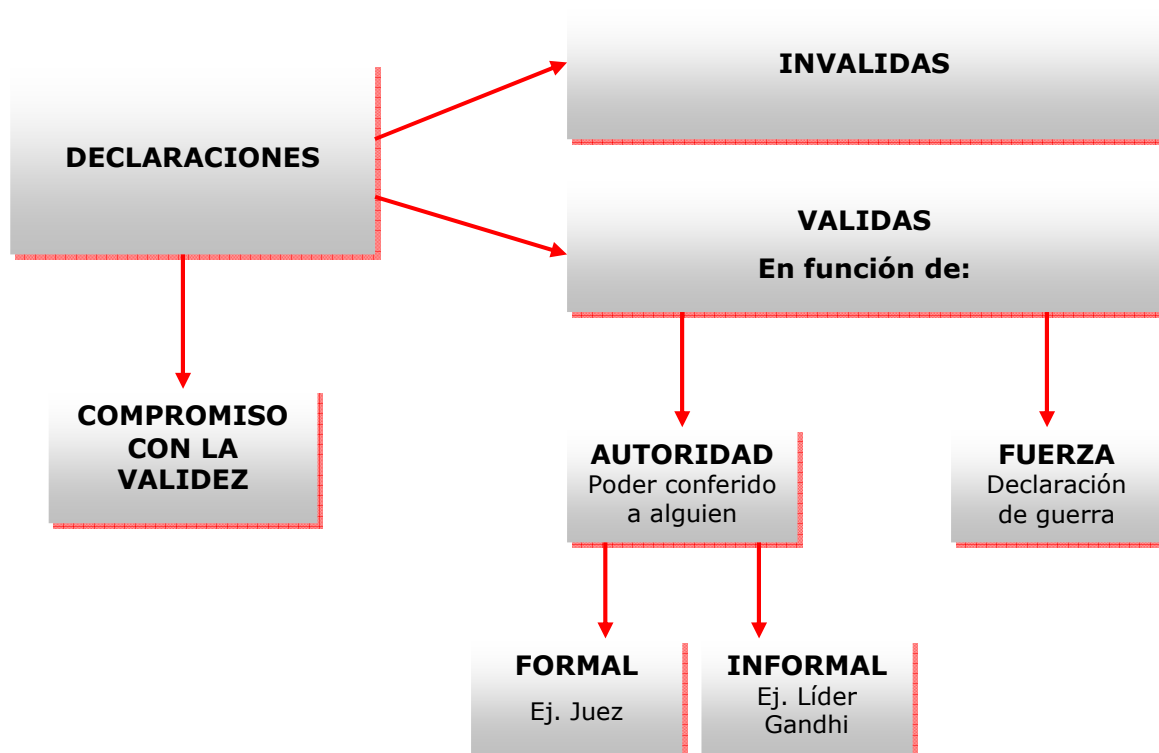 INVALIDAS
DECLARACIONES
VALIDAS
En función de:
COMPROMISO
CON LA
VALIDEZ
AUTORIDAD
Poder conferido
a alguien
FUERZA
Declaración
de guerra
FORMAL
Ej. Juez
INFORMAL
Ej. Líder
Gandhi